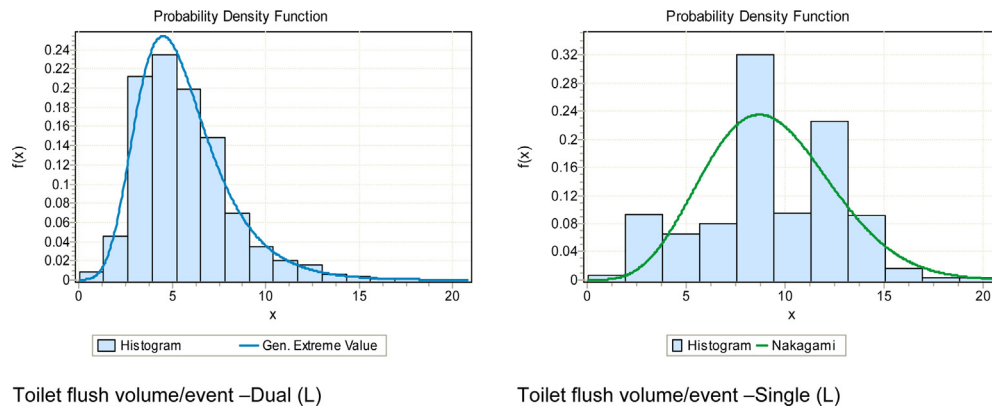 Probability Density Function
0.24
0.22
0.2
0.18
0.16
0.14
0.12
0.1
0.08
0.06
0.04
0.02
0
f(x)
0 5 10 15 20
x
Histogram Gen. Extreme Value
Toilet flush volume/event –Dual (L)
Probability Density Function
0.32
0.28
0.24
0.2
0.16
0.12
0.08
0.04
0
f(x)
0 5 10 15 20
x
Histogram Nakagami
Toilet flush volume/event –Single (L)